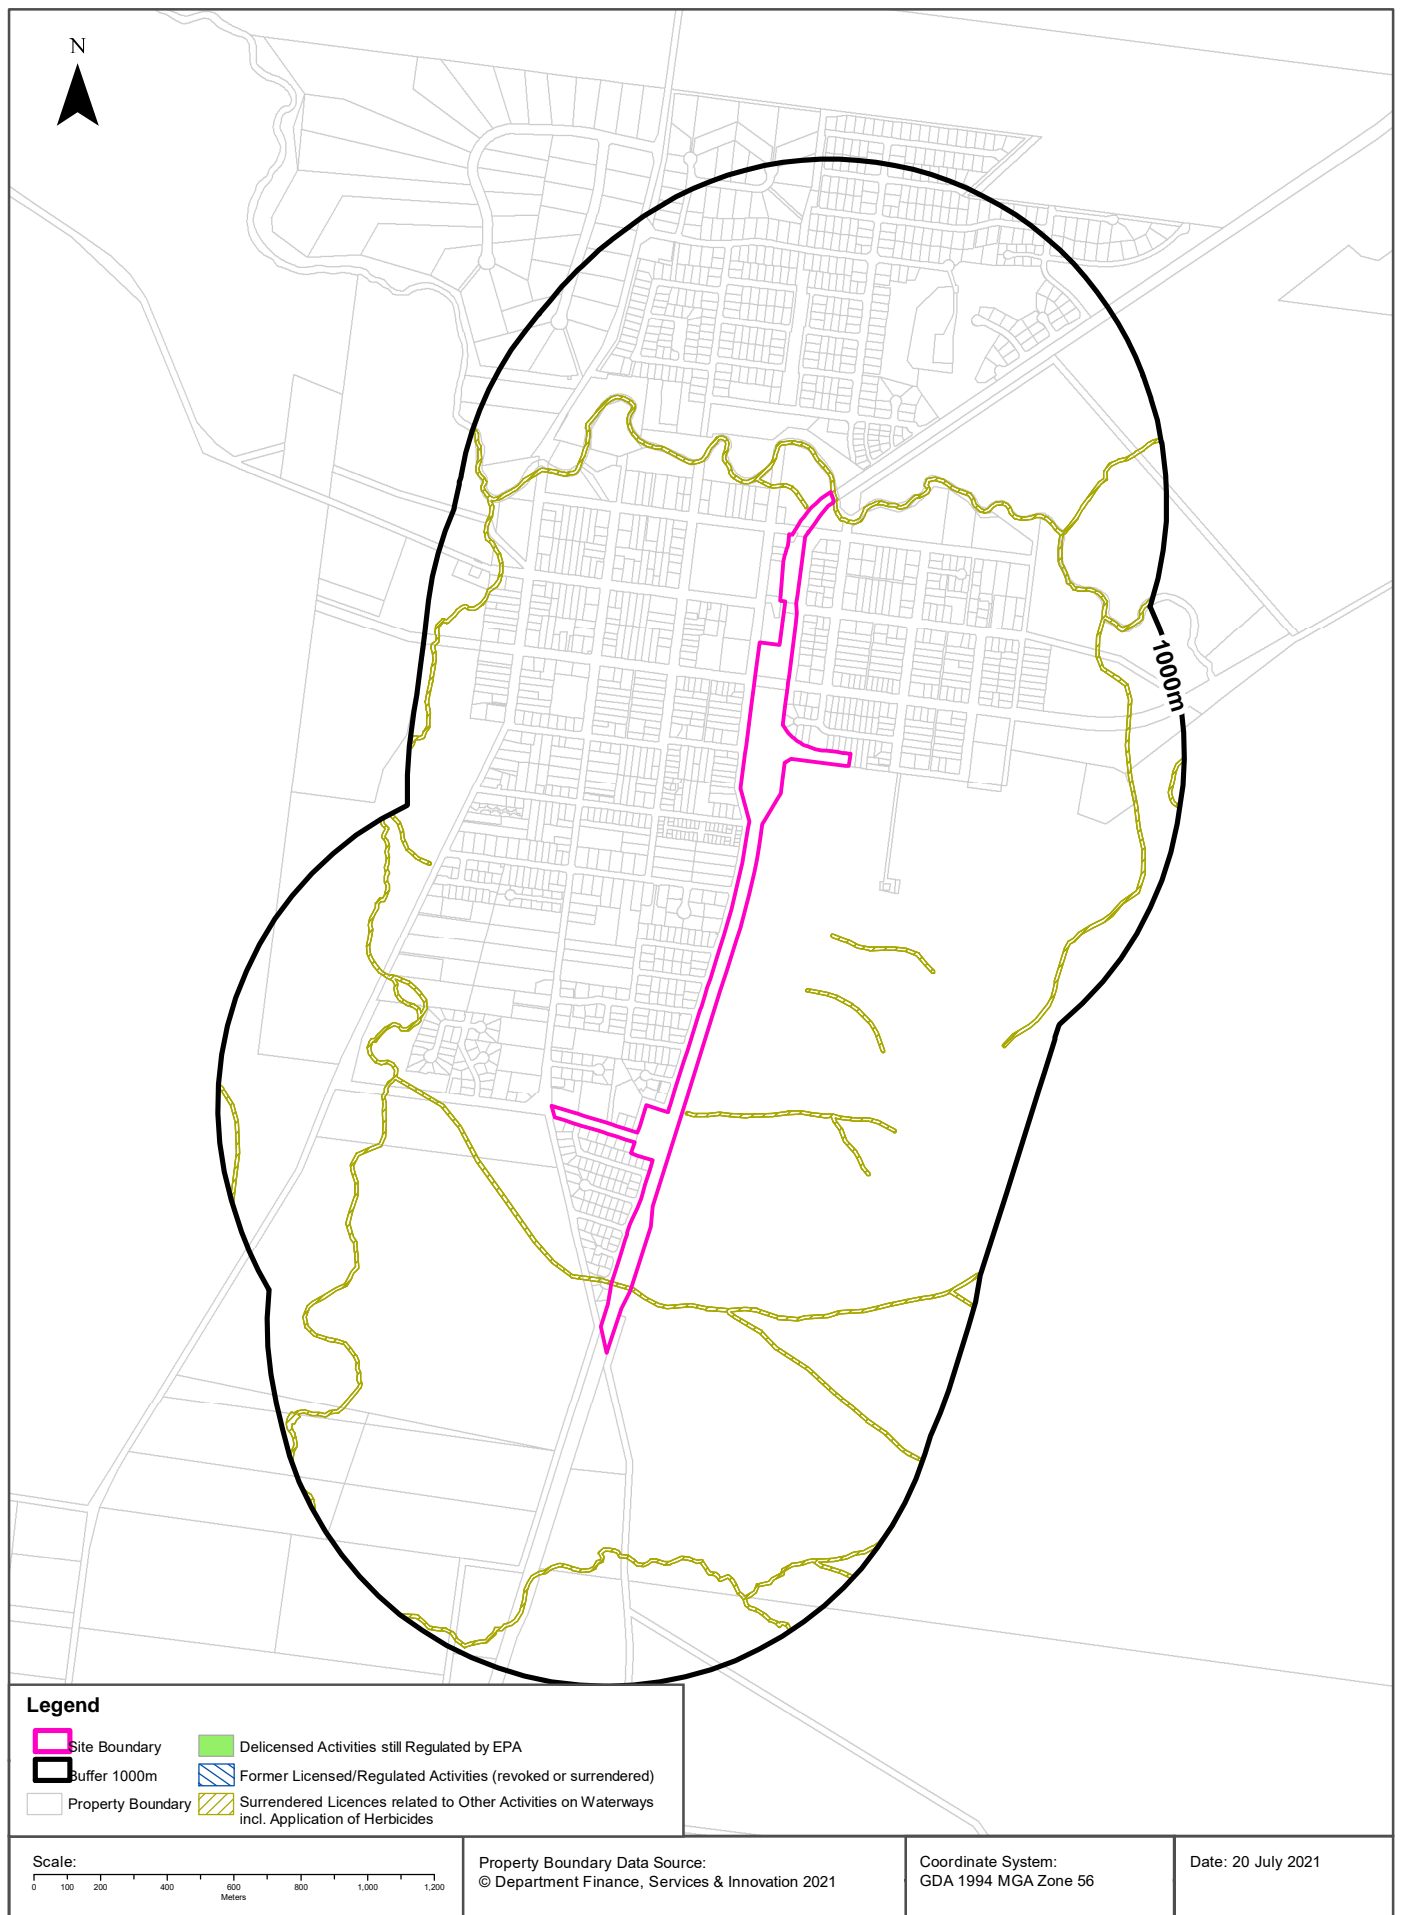 N
1000m
Legend
Site Boundary
Buffer 1000m
Property Boundary
Delicensed Activities still Regulated by EPA
Former Licensed/Regulated Activities (revoked or surrendered)
Surrendered Licences related to Other Activities on Waterways
incl. Application of Herbicides
Scale:
0 100 200 400 600 800 1,000 1,200
Meters
Property Boundary Data Source:
© Department Finance, Services & Innovation 2021
Coordinate System:
GDA 1994 MGA Zone 56
Date: 20 July 2021